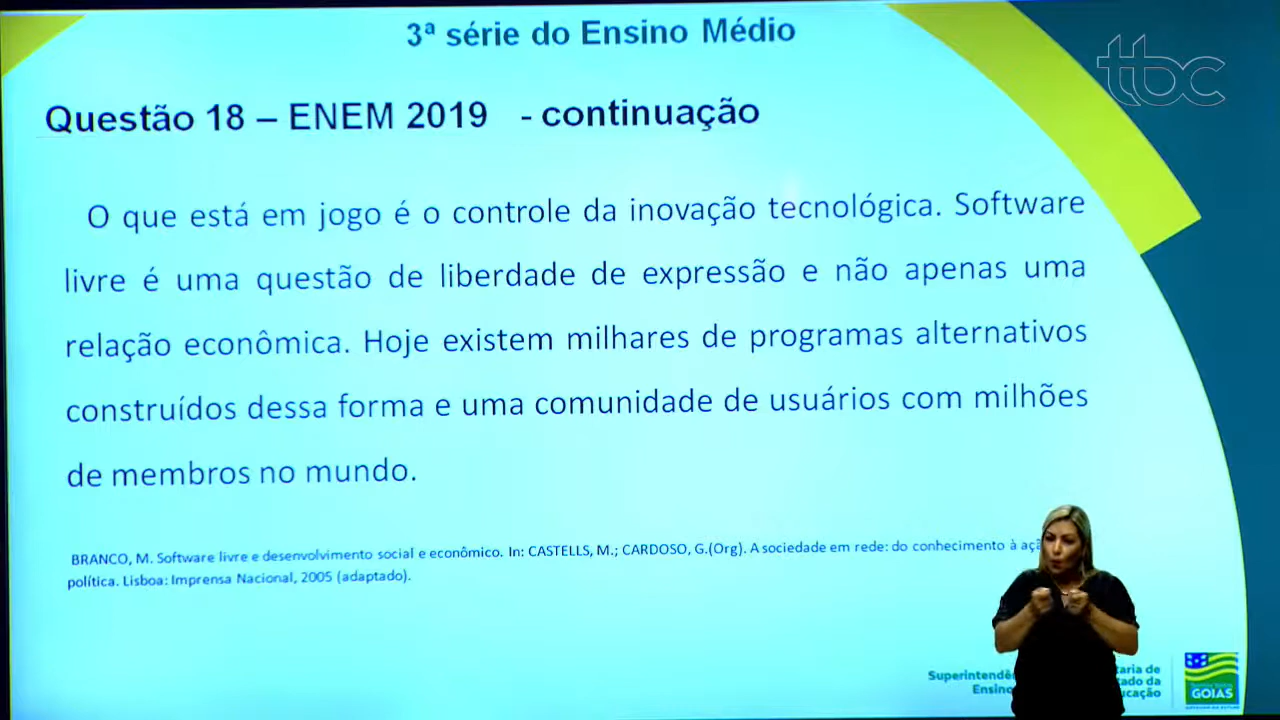 3ª série do Ensino Médio
tbc
Questão 18 – ENEM 2019 - continuação
O que está em jogo é o controle da inovação tecnológica. Software
livre é uma questão de liberdade de expressão e não apenas uma
relação econômica. Hoje existem milhares de programas alternativos
construídos dessa forma e uma comunidade de usuários com milhões
de membros no mundo.
BRANCO, M. Software livre e desenvolvimento social e econômico. In: CASTELLS, M.; CARDOSO, G.(Org). A sociedade em rede: do conhecimento à
política. Lisboa: Imprensa Nacional, 2005 (adaptado).
GOIÁS